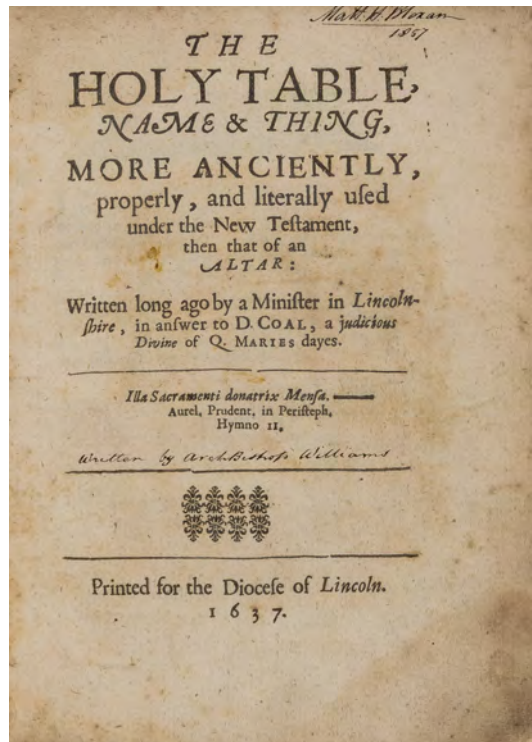 1857
THE
HOLY TABLE,
NAME & THING,
MORE ANCIENTLY,
properly, and literally uſed
under the New Teſtament,
then that of an
ALTAR:
Written long ago by a Miniſter in Lincoln-
ſhire, in anſwer to D. COAL, a judicious
Divine of Q. MARIES dayes.
Illa Sacramenti donatrix Menſa.
Aurel, Prudent, in Periſteph,
Hymno 11.
Written by ArchBishop Williams
Printed for the Dioceſe of Lincoln.
1637.